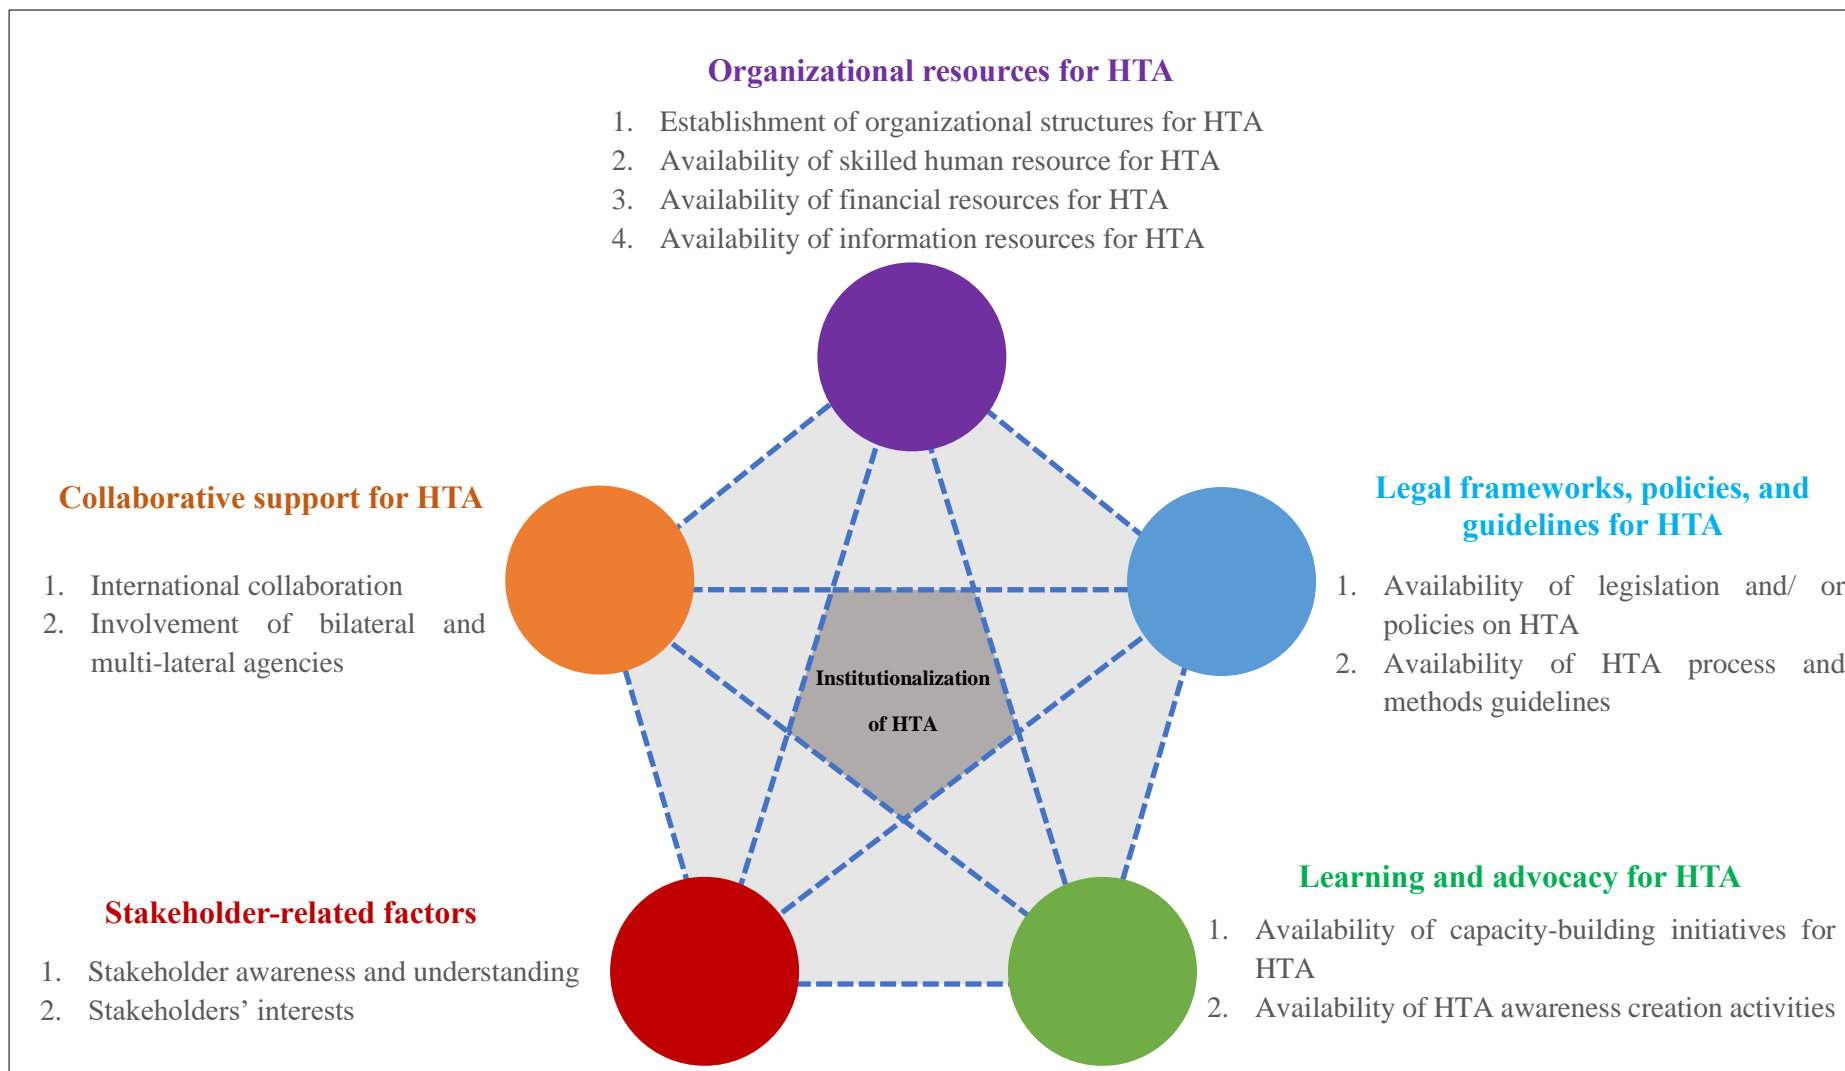 Organizational resources for HTA
1. Establishment of organizational structures for HTA
2. Availability of skilled human resource for HTA
3. Availability of financial resources for HTA
4. Availability of information resources for HTA
Collaborative support for HTA
1. International collaboration
2. Involvement of bilateral and
multi-lateral agencies
Legal frameworks, policies, and
guidelines for HTA
1. Availability of legislation and/ or
policies on HTA
2. Availability of HTA process and
methods guidelines
Institutionalization
of HTA
Stakeholder-related factors
1. Stakeholder awareness and understanding
2. Stakeholders’ interests
Learning and advocacy for HTA
1. Availability of capacity-building initiatives for
HTA
2. Availability of HTA awareness creation activities